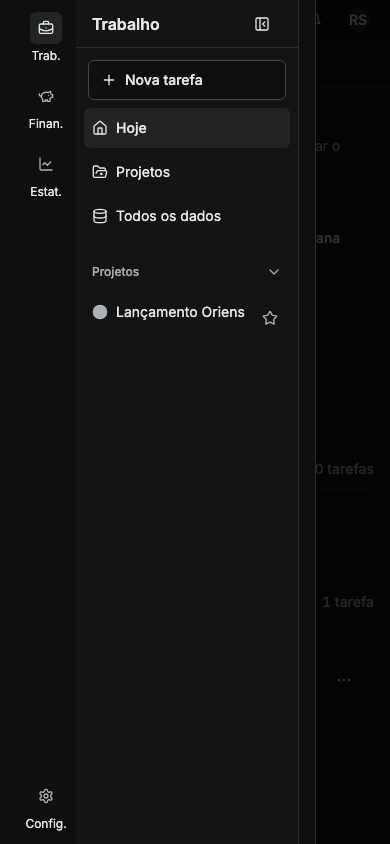 Trabalho
RS
Trab.
Nova tarefa
Finan.
Hoje
ar o
Projetos
Estat.
Todos os dados
ana
Projetos
Lançamento Oriens
0 tarefas
1 tarefa
Config.